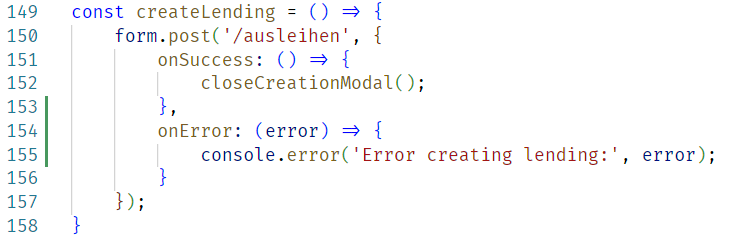 149 const createLending = () => {
150     form.post('/ausleihen', {
151         onSuccess: () => {
152             closeCreationModal();
153         },
154         onError: (error) => {
155             console.error('Error creating lending:', error);
156         }
157     });
158 }